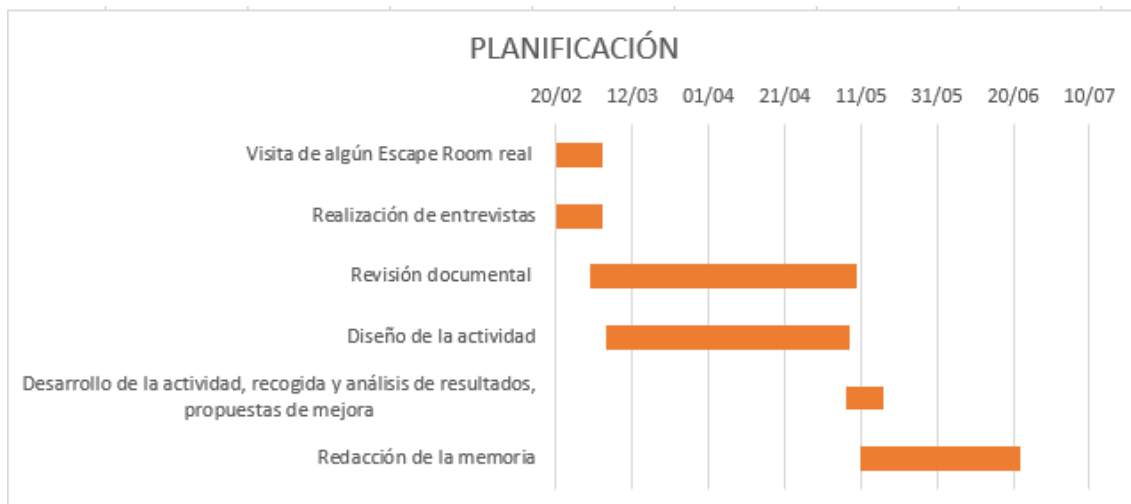 PLANIFICACIÓN
20/02 12/03 01/04 21/04 11/05 31/05 20/06 10/07
Visita de algún Escape Room real
Realización de entrevistas
Revisión documental
Diseño de la actividad
Desarrollo de la actividad, recogida y análisis de resultados,
propuestas de mejora
Redacción de la memoria